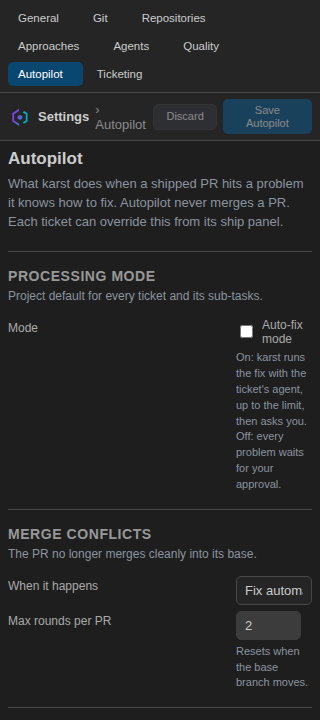 General Git Repositories
Approaches Agents Quality
Autopilot Ticketing
Settings › Autopilot Discard Save Autopilot
Autopilot
What karst does when a shipped PR hits a problem
it knows how to fix. Autopilot never merges a PR.
Each ticket can override this from its ship panel.
PROCESSING MODE
Project default for every ticket and its sub-tasks.
Mode
Auto-fix
mode
On: karst runs
the fix with the
ticket's agent,
up to the limit,
then asks you.
Off: every
problem waits
for your
approval.
MERGE CONFLICTS
The PR no longer merges cleanly into its base.
When it happens Fix autom
Max rounds per PR 2
Resets when
the base
branch moves.